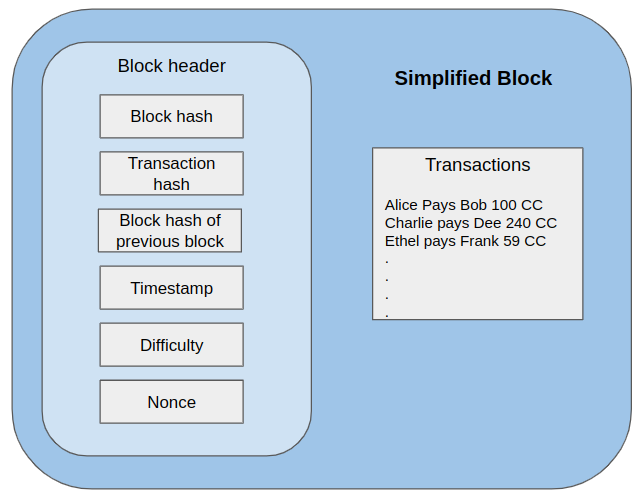 Block header
Block hash
Transaction
hash
Block hash of
previous block
Timestamp
Difficulty
Nonce
Simplified Block
Transactions
Alice Pays Bob 100 CC
Charlie pays Dee 240 CC
Ethel pays Frank 59 CC
.
.
.
.